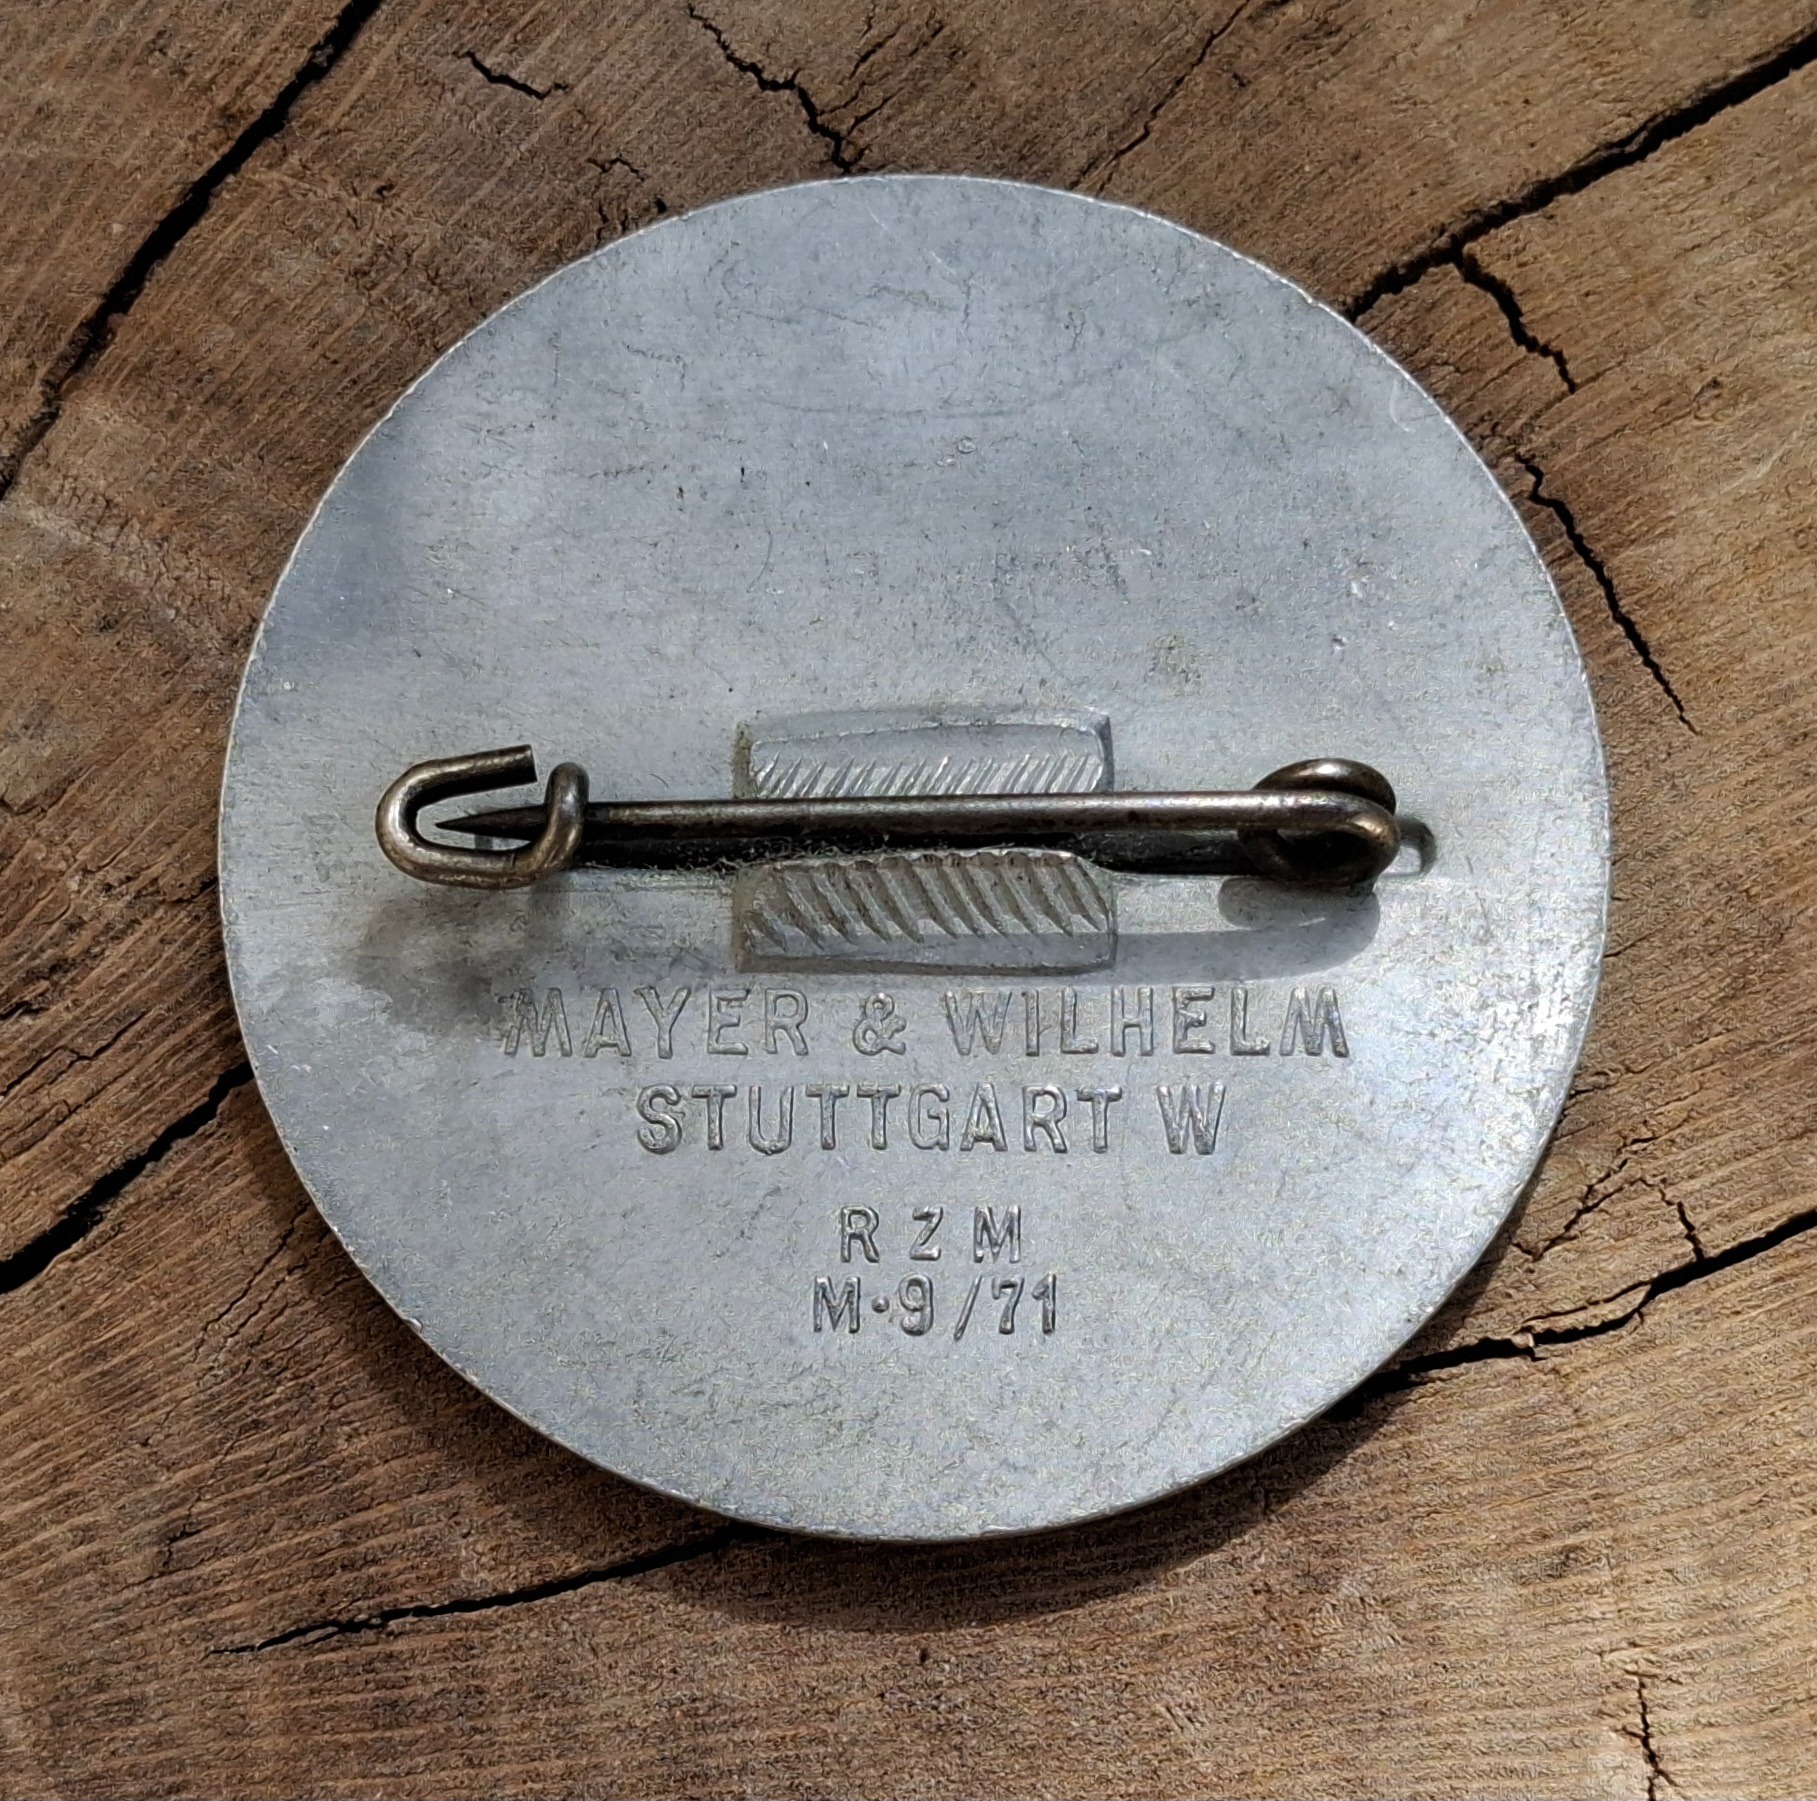 MAYER & WILHELM
STUTTGART W
RZM
M·9/71